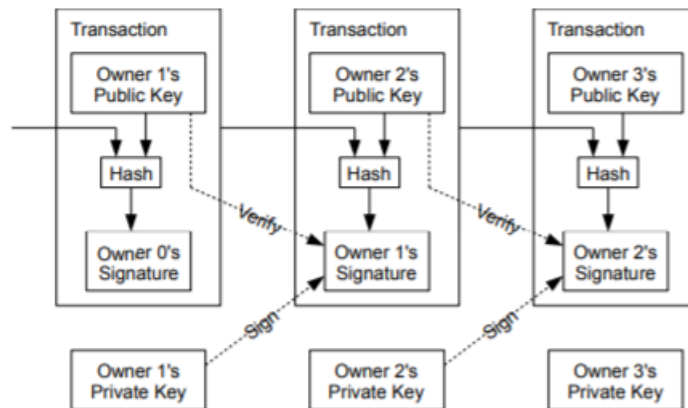 Transaction
Transaction
Transaction
Owner 1's
Public Key
Owner 2's
Public Key
Owner 3's
Public Key
Hash
Hash
Hash
Verify
Verify
Owner 0's
Signature
Owner 1's
Signature
Owner 2's
Signature
Sign
Sign
Owner 1's
Private Key
Owner 2's
Private Key
Owner 3's
Private Key